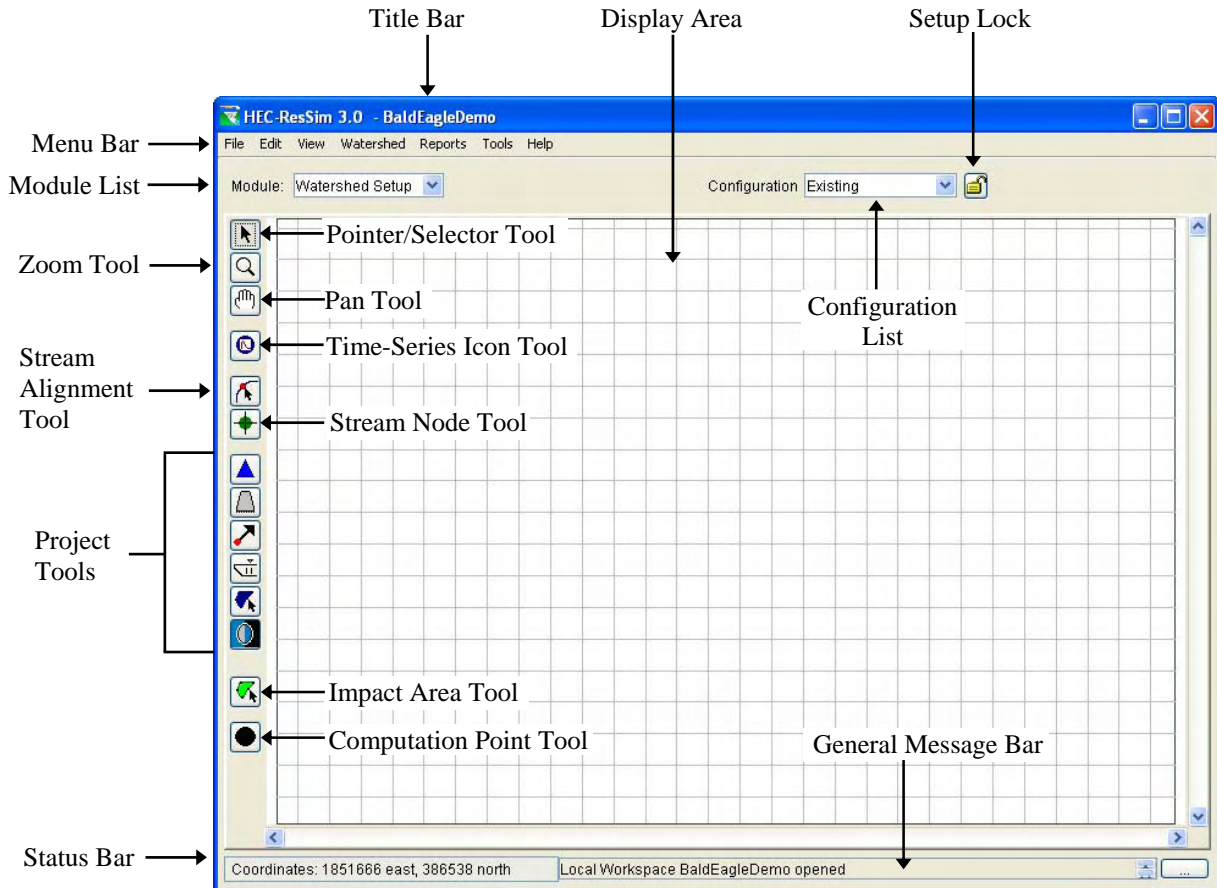 Title Bar
Display Area
Setup Lock
HEC-ResSim 3.0 - BaldEagleDemo
Menu Bar
File Edit View Watershed Reports Tools Help
Module List
Module: Watershed Setup
Configuration Existing
Pointer/Selector Tool
Zoom Tool
Pan Tool
Configuration
List
Time-Series Icon Tool
Stream
Alignment
Tool
Stream Node Tool
Project
Tools
Impact Area Tool
Computation Point Tool
General Message Bar
Status Bar
Coordinates: 1851666 east, 386538 north
Local Workspace BaldEagleDemo opened
...